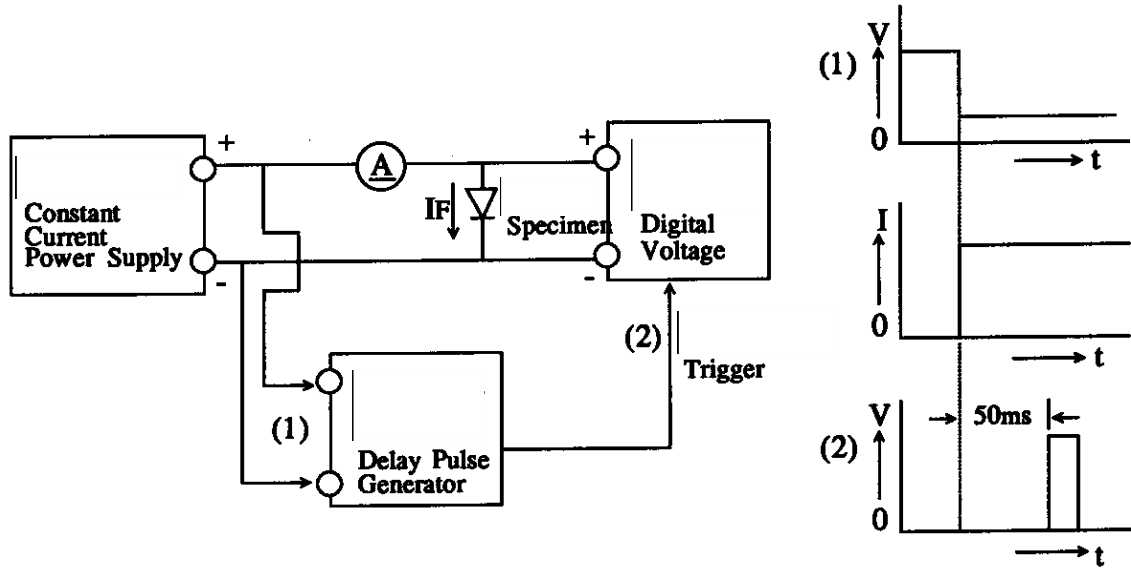 +
A
+
Constant
Current
Power Supply
-
IF
Specimen
Digital
Voltage
-
(2)
Trigger
(1)
Delay Pulse
Generator
V
(1)
0
t
I
0
t
V
50ms
(2)
0
t